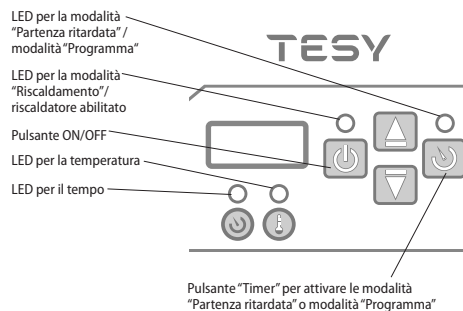 LED per la modalità
“Partenza ritardata” /
modalità “Programma“
TESY
LED per la modalità
“Riscaldamento”/
riscaldatore abilitato
Pulsante ON/OFF
LED per la temperatura
LED per il tempo
Pulsante “Timer” per attivare le modalità
“Partenza ritardata” o modalità “Programma”